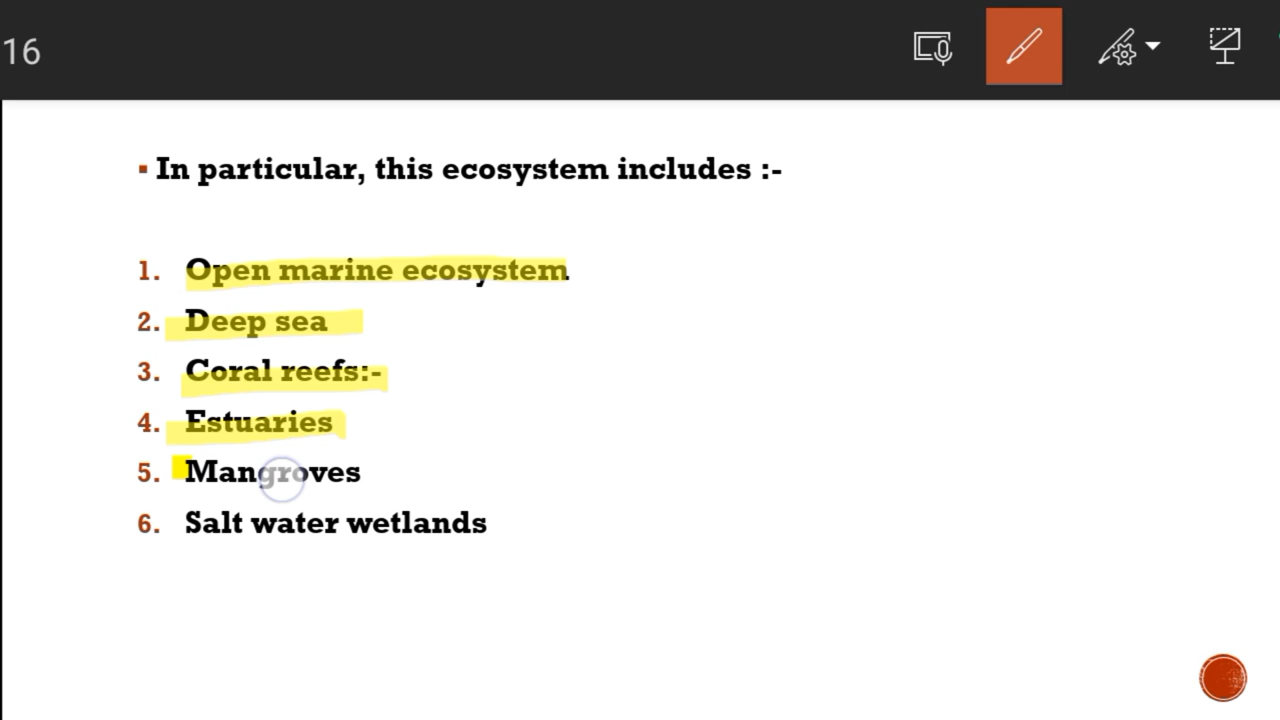 16
▪ In particular, this ecosystem includes :-
1. Open marine ecosystem.
2. Deep sea
3. Coral reefs:-
4. Estuaries
5. Mangroves
6. Salt water wetlands